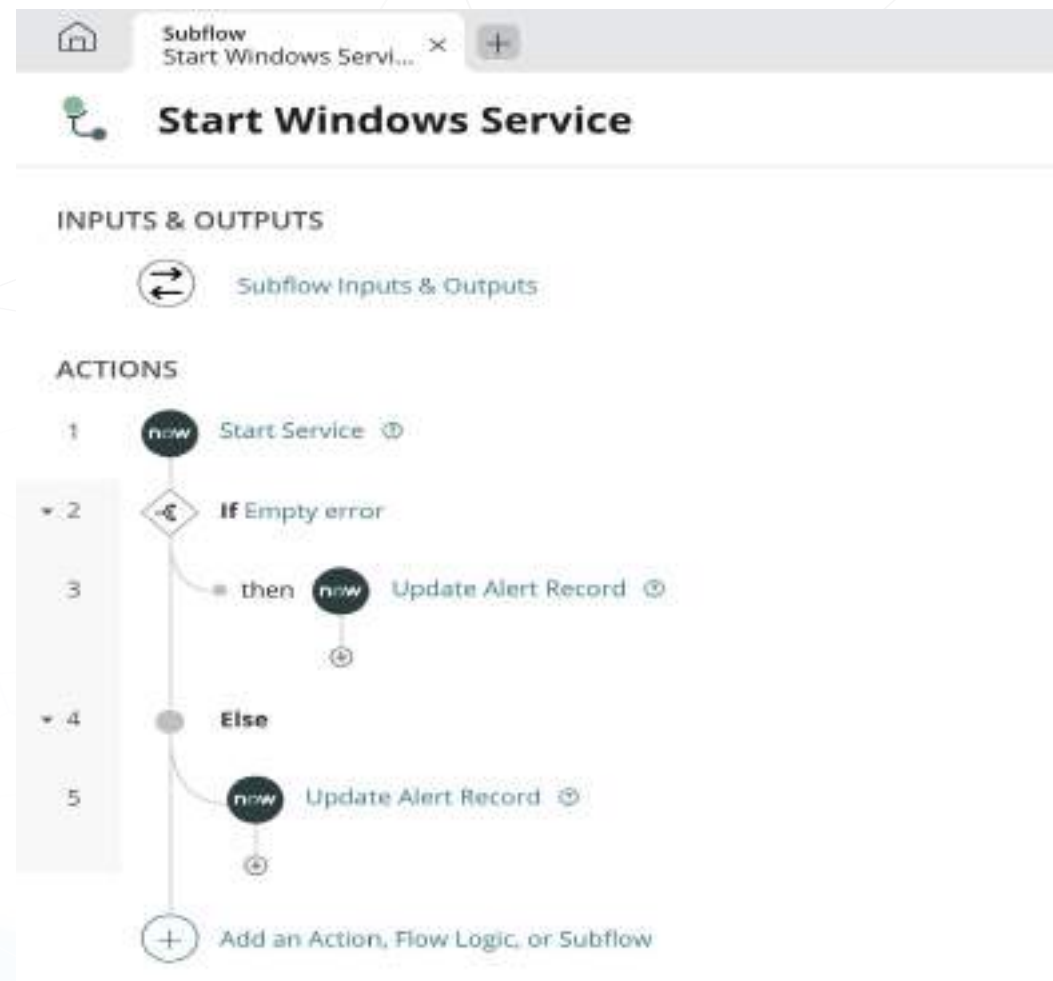 Subflow
Start Windows Servi...
Start Windows Service
INPUTS & OUTPUTS
Subflow Inputs & Outputs
ACTIONS
1 now Start Service
2 If Empty error
3 then now Update Alert Record
4 Else
5 now Update Alert Record
Add an Action, Flow Logic, or Subflow